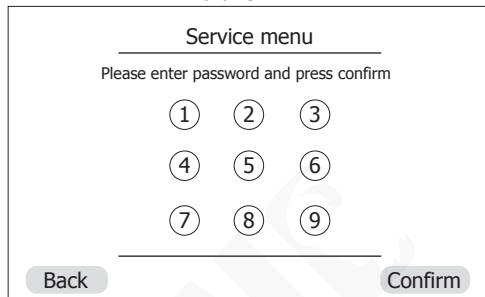 Service menu
Please enter password and press confirm
1 2 3
4 5 6
7 8 9
Back Confirm